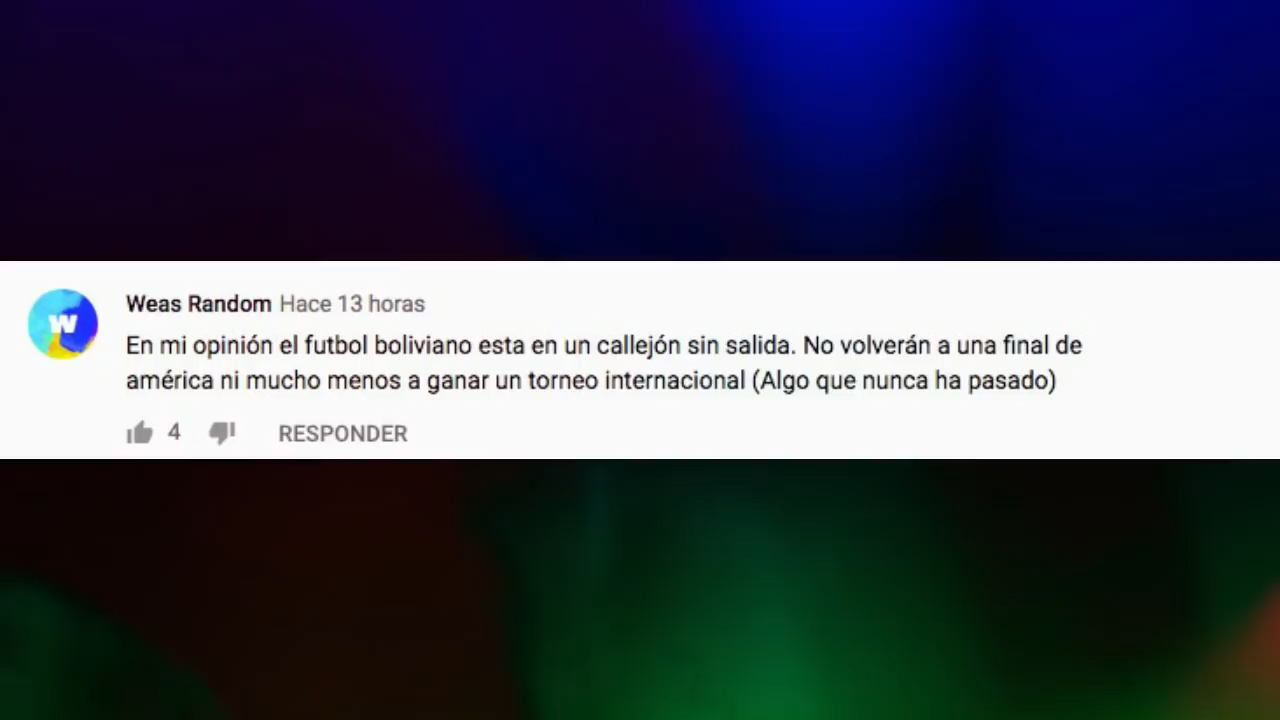 W
Weas Random Hace 13 horas
En mi opinión el futbol boliviano esta en un callejón sin salida. No volverán a una final de
américa ni mucho menos a ganar un torneo internacional (Algo que nunca ha pasado)
4 RESPONDER